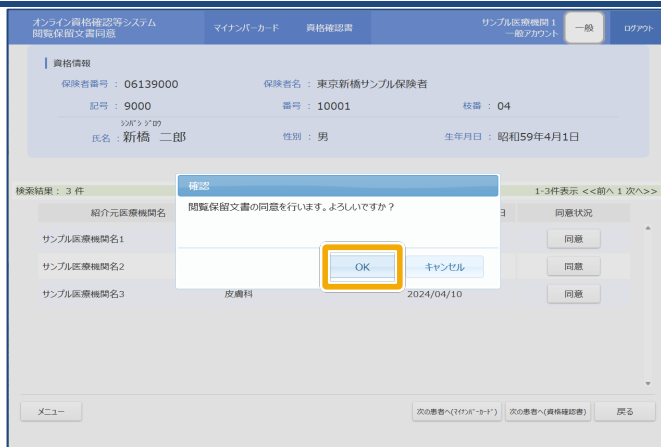 オンライン資格確認等システム
閲覧保留文書同意
マイナンバーカード 資格確認書
サンプル医療機関1
一般アカウント
一般
ログアウト
資格情報
保険者番号 : 06139000 保険者名 : 東京新橋サンプル保険者
記号 : 9000 番号 : 10001 枝番 : 04
シンバシ ジロウ
氏名 : 新橋 二郎 性別 : 男 生年月日 : 昭和59年4月1日
検索結果: 3 件 1-3件表示 <<前へ 1 次へ>>
確認
閲覧保留文書の同意を行います。よろしいですか?
OK キャンセル
紹介元医療機関名 日 同意状況
サンプル医療機関名1 同意
サンプル医療機関名2 同意
サンプル医療機関名3 皮膚科 2024/04/10 同意
メニュー 次の患者へ(マイナンバーカード) 次の患者へ(資格確認書) 戻る